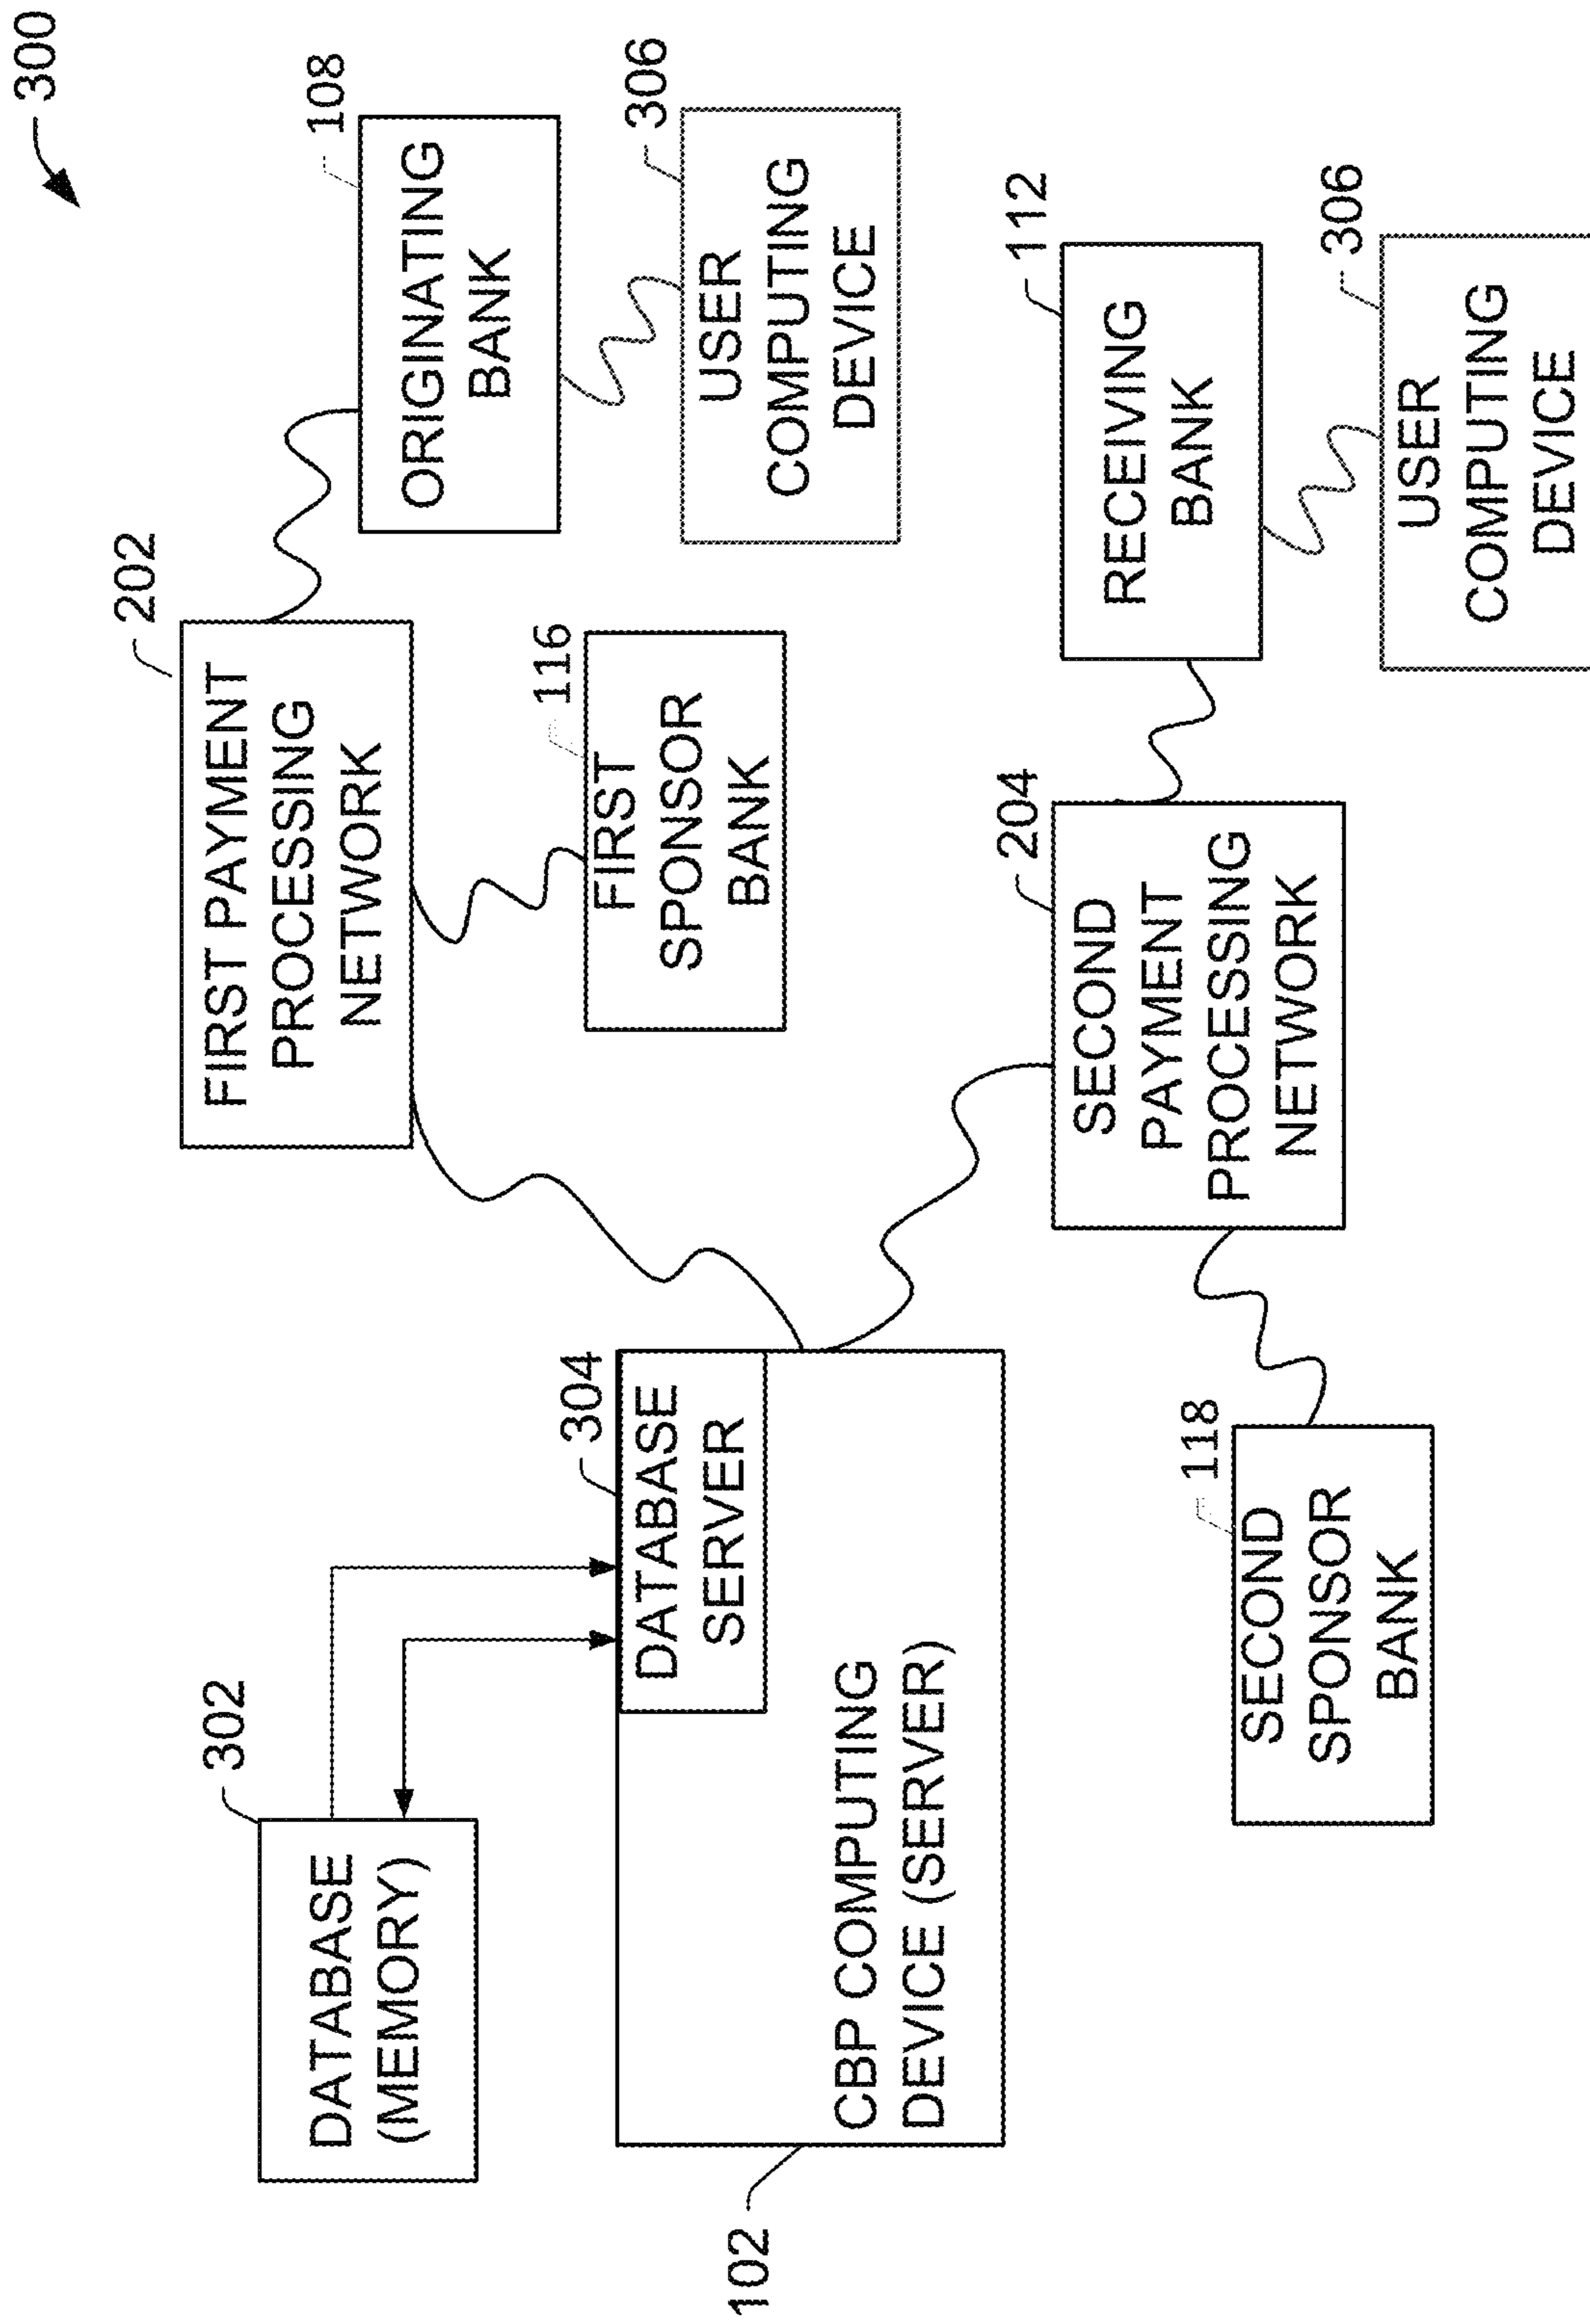 300
202
FIRST PAYMENT
PROCESSING
NETWORK
108
ORIGINATING
BANK
302
DATABASE
(MEMORY)
116
FIRST
SPONSOR
BANK
306
USER
COMPUTING
DEVICE
304
DATABASE
SERVER
102
CBP COMPUTING
DEVICE (SERVER)
204
SECOND
PAYMENT
PROCESSING
NETWORK
112
RECEIVING
BANK
118
SECOND
SPONSOR
BANK
306
USER
COMPUTING
DEVICE